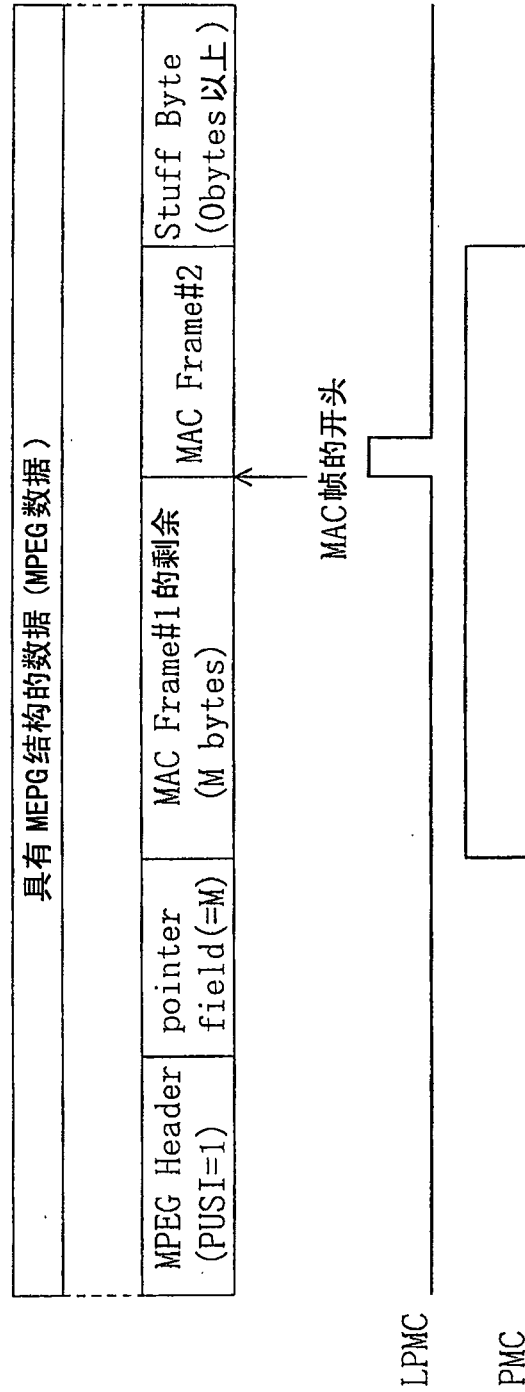 具有 MEPG结构的数据 (MPEG数据)
MPEG Header
(PUSI=1)
pointer
field(=M)
MAC Frame#1的剩余
(M bytes)
MAC Frame#2
Stuff Byte
(0bytes以上)
MAC帧的开头
LPMC
PMC